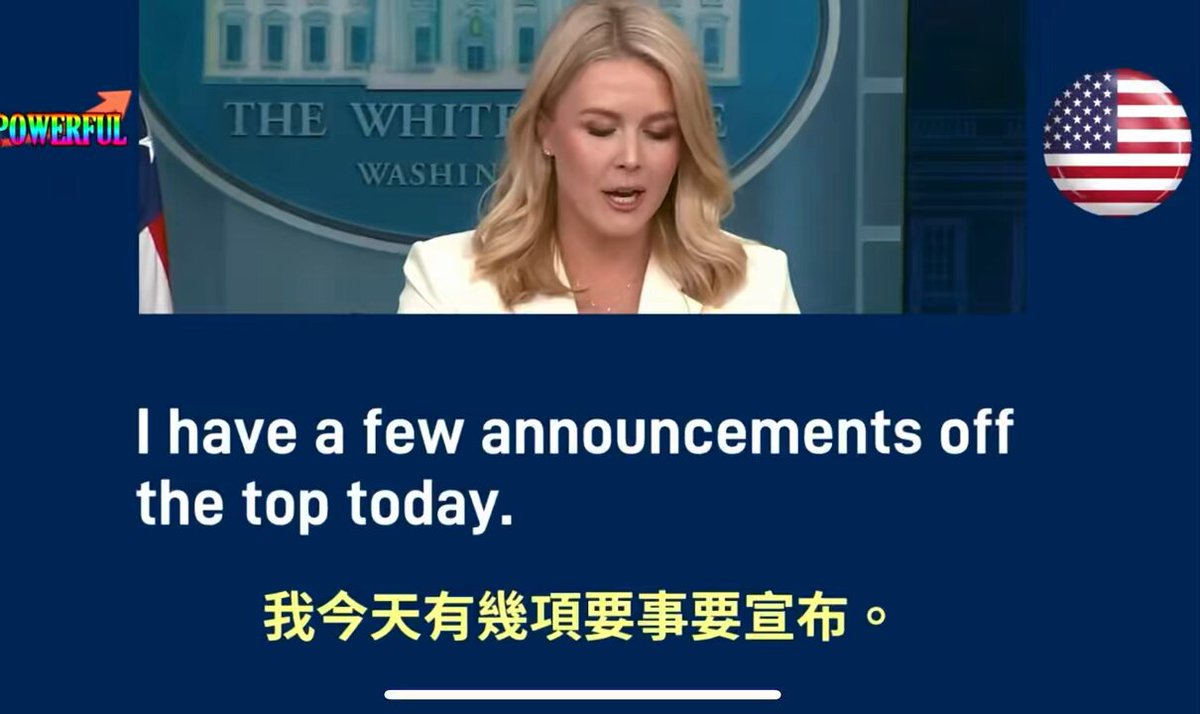 THE WHIT E
WASHIN
POWERFUL
I have a few announcements off
the top today.
我今天有幾項要事要宣布。